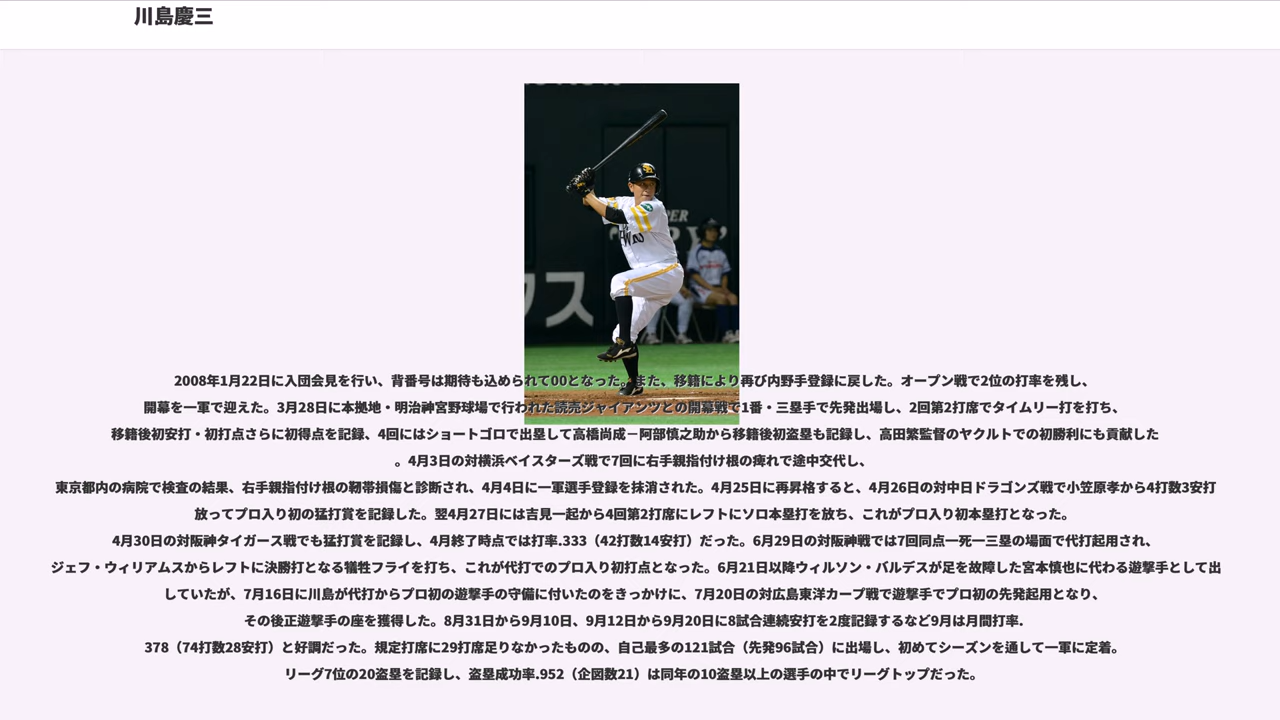 川島慶三
クス
2008年1月22日に入団会見を行い、背番号は期待も込められて00となった。また、移籍により再び内野手登録に戻した。オープン戦で2位の打率を残し、
開幕を一軍で迎えた。3月28日に本拠地・明治神宮野球場で行われた読売ジャイアンツとの開幕戦で1番・三塁手で先発出場し、2回第2打席でタイムリー打を打ち、
移籍後初安打・初打点さらに初得点を記録、4回にはショートゴロで出塁して高橋尚成－阿部慎之助から移籍後初盗塁も記録し、高田繁監督のヤクルトでの初勝利にも貢献した
。4月3日の対横浜ベイスターズ戦で7回に右手親指付け根の痺れで途中交代し、
東京都内の病院で検査の結果、右手親指付け根の靭帯損傷と診断され、4月4日に一軍選手登録を抹消された。4月25日に再昇格すると、4月26日の対中日ドラゴンズ戦で小笠原孝から4打数3安打
放ってプロ入り初の猛打賞を記録した。翌4月27日には吉見一起から4回第2打席にレフトにソロ本塁打を放ち、これがプロ入り初本塁打となった。
4月30日の対阪神タイガース戦でも猛打賞を記録し、4月終了時点では打率.333（42打数14安打）だった。6月29日の対阪神戦では7回同点一死一三塁の場面で代打起用され、
ジェフ・ウィリアムスからレフトに決勝打となる犠牲フライを打ち、これが代打でのプロ入り初打点となった。6月21日以降ウィルソン・バルデスが足を故障した宮本慎也に代わる遊撃手として出
していたが、7月16日に川島が代打からプロ初の遊撃手の守備に付いたのをきっかけに、7月20日の対広島東洋カープ戦で遊撃手でプロ初の先発起用となり、
その後正遊撃手の座を獲得した。8月31日から9月10日、9月12日から9月20日に8試合連続安打を2度記録するなど9月は月間打率.
378（74打数28安打）と好調だった。規定打席に29打席足りなかったものの、自己最多の121試合（先発96試合）に出場し、初めてシーズンを通して一軍に定着。
リーグ7位の20盗塁を記録し、盗塁成功率.952（企図数21）は同年の10盗塁以上の選手の中でリーグトップだった。